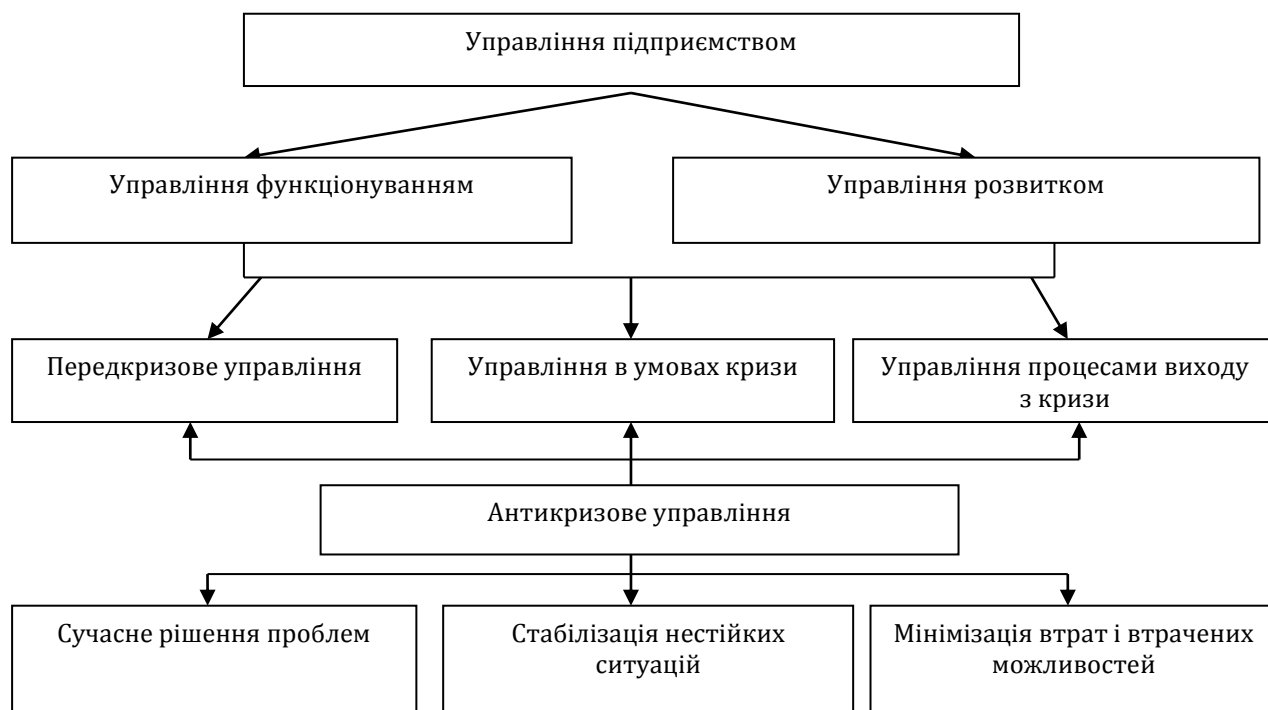 Управління підприємством
Управління функціонуванням
Управління розвитком
Передкризове управління
Управління в умовах кризи
Управління процесами виходу
з кризи
Антикризове управління
Сучасне рішення проблем
Стабілізація нестійких
ситуацій
Мінімізація втрат і втрачених
можливостей